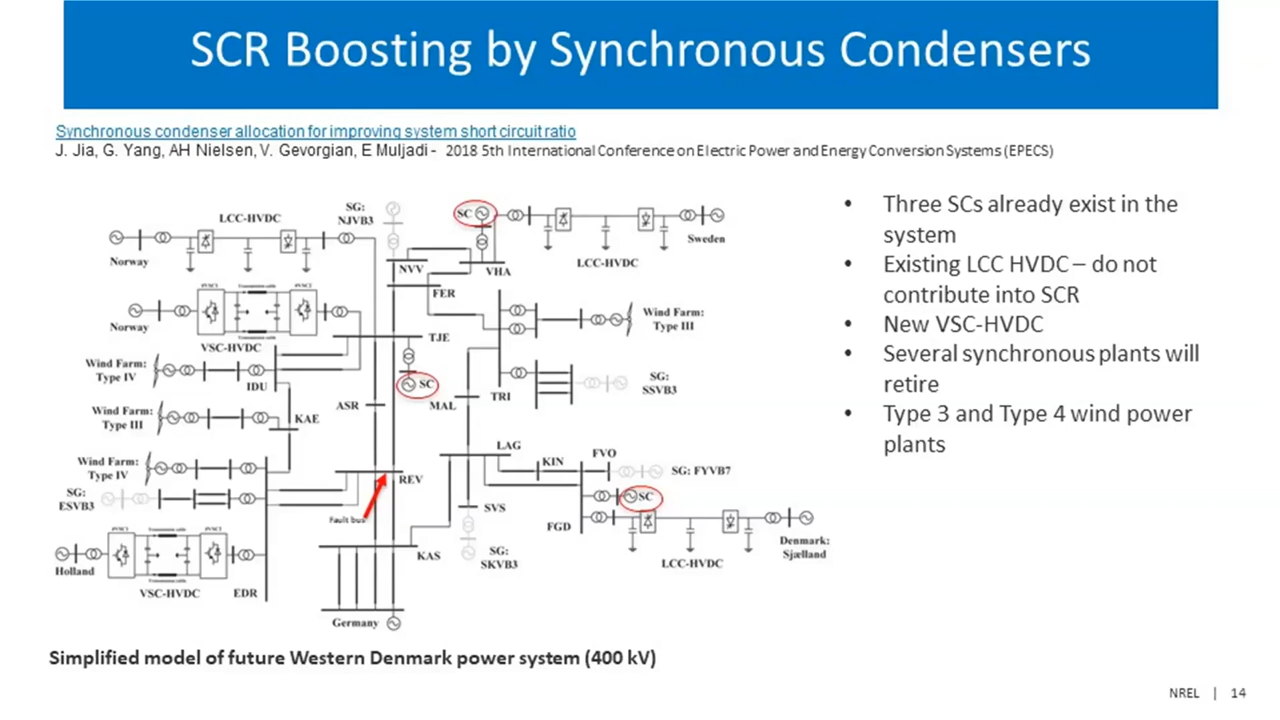 SCR Boosting by Synchronous Condensers
Synchronous condenser allocation for improving system short circuit ratio
J. Jia, G. Yang, AH Nielsen, V. Gevorgian, E Muljadi - 2018 5th International Conference on Electric Power and Energy Conversion Systems (EPECS)
• Three SCs already exist in the
system
• Existing LCC HVDC – do not
contribute into SCR
• New VSC-HVDC
• Several synchronous plants will
retire
• Type 3 and Type 4 wind power
plants
LCC-HVDC
Norway
SG:
NJVB3
SC
Sweden
LCC-HVDC
NVV
VHA
FER
Norway
VSC-HVDC
TJE
Wind Farm:
Type III
Wind Farm:
Type IV
IDU
SC
TRI
SG:
SSVB3
ASR
MAL
Wind Farm:
Type III
KAE
LAG
Wind Farm:
Type IV
KIN
FVO
SG: FYVB7
SG:
ESVB3
REV
Fault bus
SVS
SC
FGD
Denmark:
Sjælland
LCC-HVDC
KAS
SG:
SKVB3
Holland
VSC-HVDC
EDR
Germany
Simplified model of future Western Denmark power system (400 kV)
NREL | 14